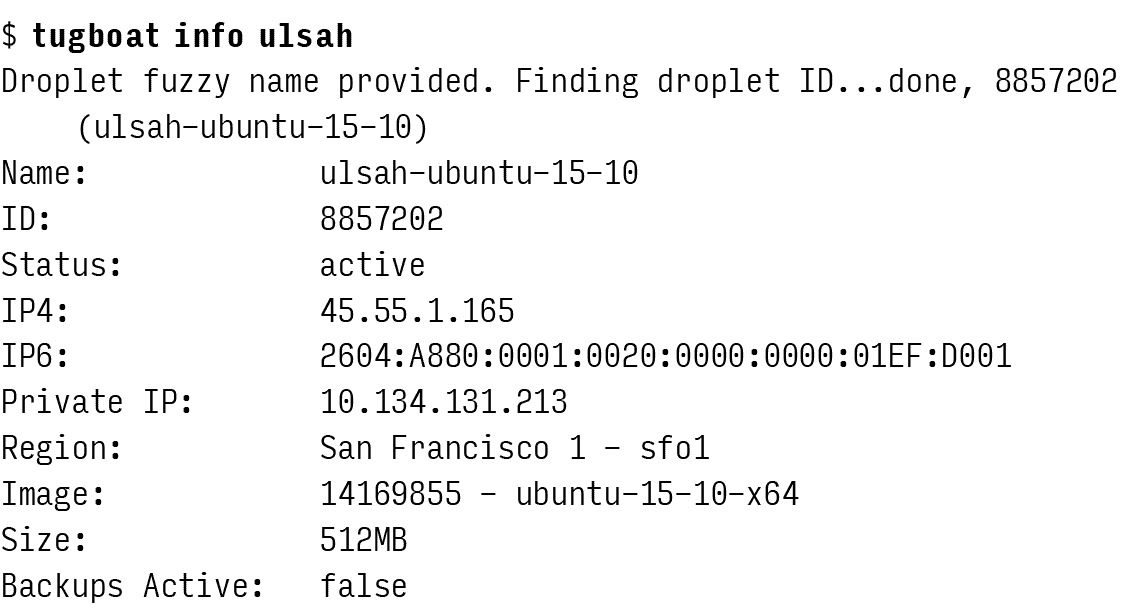 $ tugboat info ulsah
Droplet fuzzy name provided. Finding droplet ID...done, 8857202
(ulsah-ubuntu-15-10)
Name: ulsah-ubuntu-15-10
ID: 8857202
Status: active
IP4: 45.55.1.165
IP6: 2604:A880:0001:0020:0000:0000:01EF:D001
Private IP: 10.134.131.213
Region: San Francisco 1 - sfo1
Image: 14169855 - ubuntu-15-10-x64
Size: 512MB
Backups Active: false